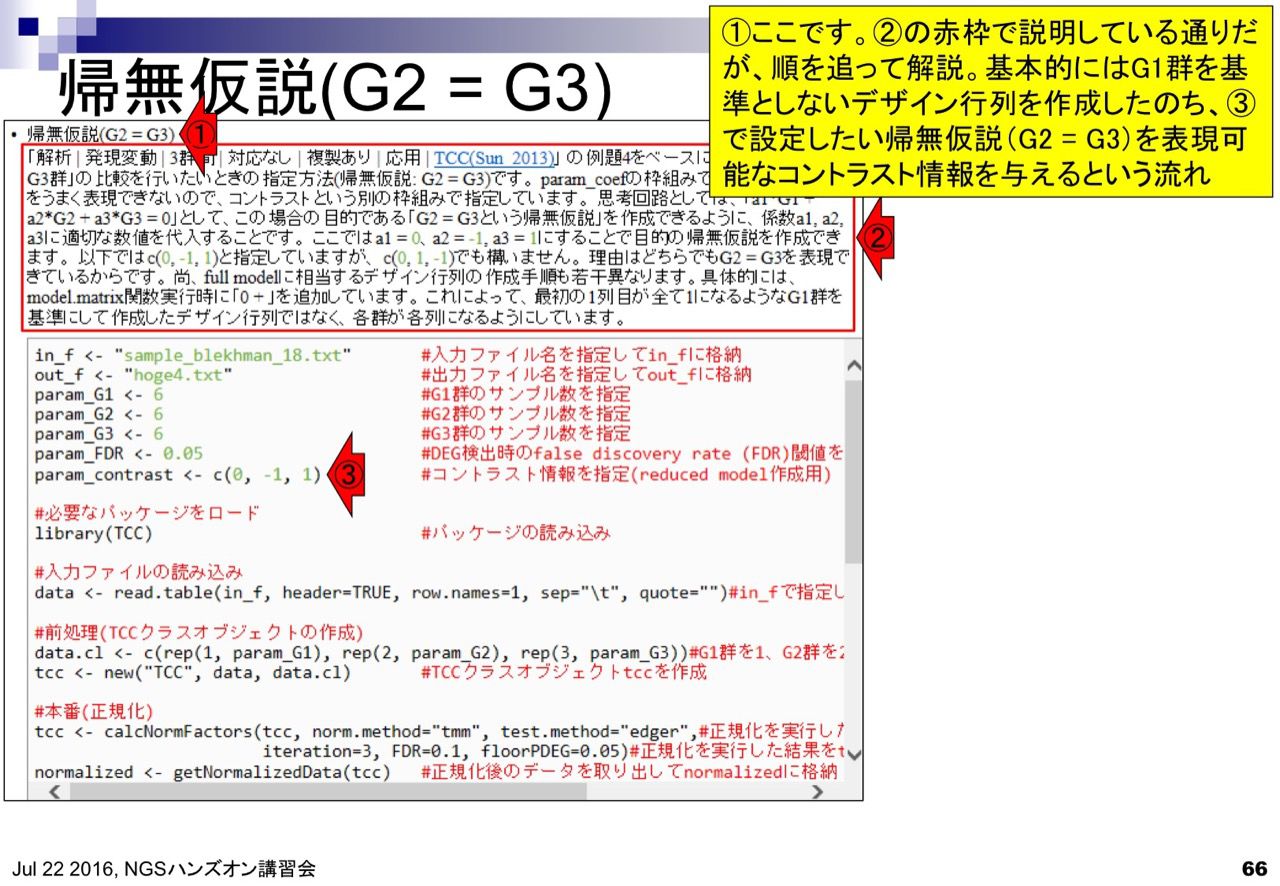 帰無仮説(G2 = G3)
①ここです。②の赤枠で説明している通りだ
が、順を追って解説。基本的にはG1群を基
準としないデザイン行列を作成したのち、③
で設定したい帰無仮説（G2 = G3）を表現可
能なコントラスト情報を与えるという流れ
• 帰無仮説(G2 = G3)
①
「解析 | 発現変動 | 3群間 | 対応なし | 複製あり | 応用 | TCC(Sun_2013)」の例題4をベースに
G3群」の比較を行いたいときの指定方法(帰無仮説: G2 = G3)です。param_coefの枠組みで
をうまく表現できないので、コントラストという別の枠組みで指定しています。思考回路としては、「a1*G1 +
a2*G2 + a3*G3 = 0」として、この場合の目的である「G2 = G3という帰無仮説」を作成できるように、係数a1, a2,
a3に適切な数値を代入することです。ここではa1 = 0、a2 = -1, a3 = 1にすることで目的の帰無仮説を作成でき
ます。以下ではc(0, -1, 1)と指定していますが、c(0, 1, -1)でも構いません。理由はどちらでもG2 = G3を表現で
きているからです。尚、full modelに相当するデザイン行列の作成手順も若干異なります。具体的には、
model.matrix関数実行時に「0 +」を追加しています。これによって、最初の1列目が全て1になるようなG1群を
基準にして作成したデザイン行列ではなく、各群が各列になるようにしています。
②
in_f <- "sample_blekhman_18.txt" #入力ファイル名を指定してin_fに格納
out_f <- "hoge4.txt" #出力ファイル名を指定してout_fに格納
param_G1 <- 6 #G1群のサンプル数を指定
param_G2 <- 6 #G2群のサンプル数を指定
param_G3 <- 6 #G3群のサンプル数を指定
param_FDR <- 0.05 #DEG検出時のfalse discovery rate (FDR)閾値を
param_contrast <- c(0, -1, 1) ③ #コントラスト情報を指定(reduced model作成用)
#必要なパッケージをロード
library(TCC) #パッケージの読み込み
#入力ファイルの読み込み
data <- read.table(in_f, header=TRUE, row.names=1, sep="\t", quote="")#in_fで指定し
#前処理(TCCクラスオブジェクトの作成)
data.cl <- c(rep(1, param_G1), rep(2, param_G2), rep(3, param_G3))#G1群を1、G2群を2
tcc <- new("TCC", data, data.cl) #TCCクラスオブジェクトtccを作成
#本番(正規化)
tcc <- calcNormFactors(tcc, norm.method="tmm", test.method="edger",#正規化を実行した
iteration=3, FDR=0.1, floorPDEG=0.05)#正規化を実行した結果をt
normalized <- getNormalizedData(tcc) #正規化後のデータを取り出してnormalizedに格納
Jul 22 2016, NGSハンズオン講習会
66